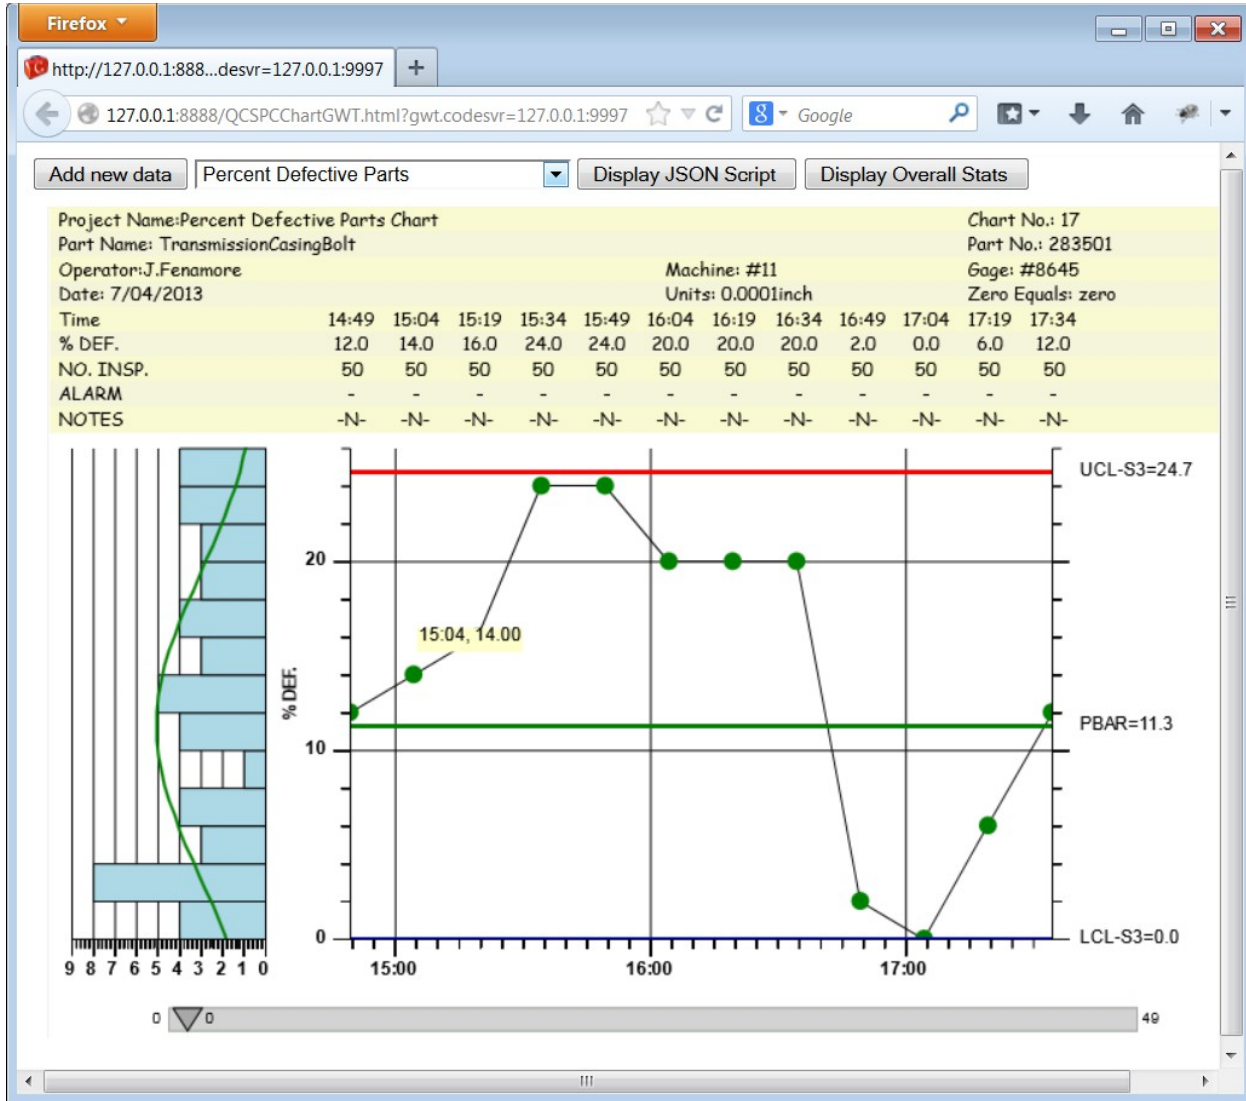 Firefox
http://127.0.0.1:888...desvr=127.0.0.1:9997
127.0.0.1:8888/QCSPCChartGWT.html?gwt.codesvr=127.0.0.1:9997 8 Google
Add new data Percent Defective Parts Display JSON Script Display Overall Stats
Project Name:Percent Defective Parts Chart Chart No.: 17
Part Name: TransmissionCasingBolt Part No.: 283501
Operator:J.Fenamore Machine: #11 Gage: #8645
Date: 7/04/2013 Units: 0.0001inch Zero Equals: zero
Time 14:49 15:04 15:19 15:34 15:49 16:04 16:19 16:34 16:49 17:04 17:19 17:34
% DEF. 12.0 14.0 16.0 24.0 24.0 20.0 20.0 20.0 2.0 0.0 6.0 12.0
NO. INSP. 50 50 50 50 50 50 50 50 50 50 50 50
ALARM - - - - - - - - - - - -
NOTES -N- -N- -N- -N- -N- -N- -N- -N- -N- -N- -N- -N-
UCL-S3=24.7
20
15:04, 14.00
% DEF.
PBAR=11.3
10
0 LCL-S3=0.0
9 8 7 6 5 4 3 2 1 0 15:00 16:00 17:00
0 0 49